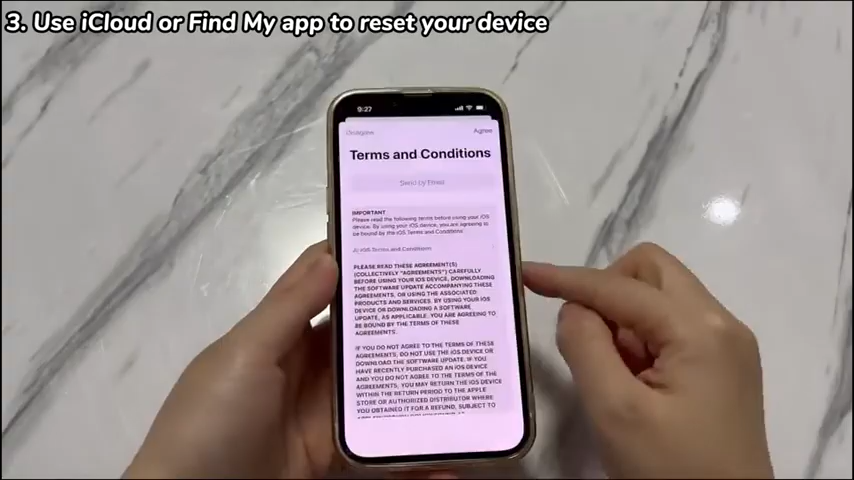 3. Use iCloud or Find My app to reset your device
9:27
Disagree
Agree
Terms and Conditions
Send by Email
IMPORTANT
Please read the following terms before using your iOS
device. By using your iOS device, you are agreeing to
be bound by the iOS Terms and Conditions:
iOS Terms and Conditions
PLEASE READ THESE AGREEMENT(S)
(COLLECTIVELY "AGREEMENTS") CAREFULLY
BEFORE USING YOUR IOS DEVICE, DOWNLOADING
THE SOFTWARE UPDATE ACCOMPANYING THESE
AGREEMENTS, OR USING THE ASSOCIATED
PRODUCTS AND SERVICES. BY USING YOUR IOS
DEVICE OR DOWNLOADING A SOFTWARE
UPDATE, AS APPLICABLE, YOU ARE AGREEING TO
BE BOUND BY THE TERMS OF THESE
AGREEMENTS.
IF YOU DO NOT AGREE TO THE TERMS OF THESE
AGREEMENTS, DO NOT USE THE IOS DEVICE OR
DOWNLOAD THE SOFTWARE UPDATE. IF YOU
HAVE RECENTLY PURCHASED AN IOS DEVICE
AND YOU DO NOT AGREE TO THE TERMS OF THE
AGREEMENTS, YOU MAY RETURN THE IOS DEVICE
WITHIN THE RETURN PERIOD TO THE APPLE
STORE OR AUTHORIZED DISTRIBUTOR WHERE
YOU OBTAINED IT FOR A REFUND, SUBJECT TO